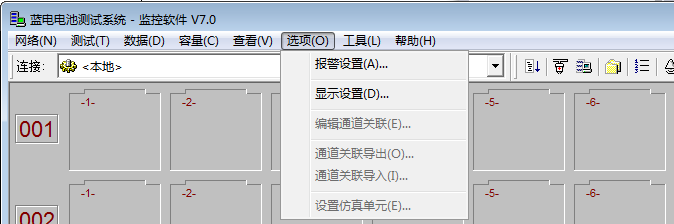 蓝电电池测试系统 - 监控软件 V7.0
网络(N) 测试(T) 数据(D) 容量(C) 查看(V) 选项(O) 工具(L) 帮助(H)
连接: <本地>
报警设置(A)...
显示设置(D)...
编辑通道关联(E)...
通道关联导出(O)...
通道关联导入(I)...
设置仿真单元(E)...
001 -1- -2- -5- -6-
002 -1- -2- -5- -6-